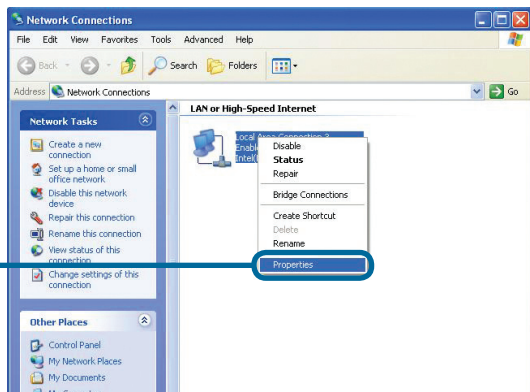 Network Connections
File Edit View Favorites Tools Advanced Help
Back Search Folders
Address Network Connections Go
Network Tasks
Create a new
connection
Set up a home or small
office network
Disable this network
device
Repair this connection
Rename this connection
View status of this
connection
Change settings of this
connection
Other Places
Control Panel
My Network Places
My Documents
LAN or High-Speed Internet
Local Area Connection 3
Enable
Intel(
Disable
Status
Repair
Bridge Connections
Create Shortcut
Delete
Rename
Properties